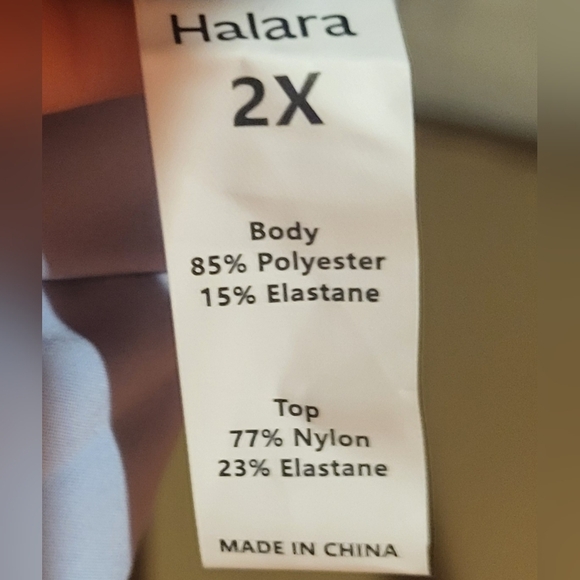 Halara
2X
Body
85% Polyester
15% Elastane
Top
77% Nylon
23% Elastane
MADE IN CHINA